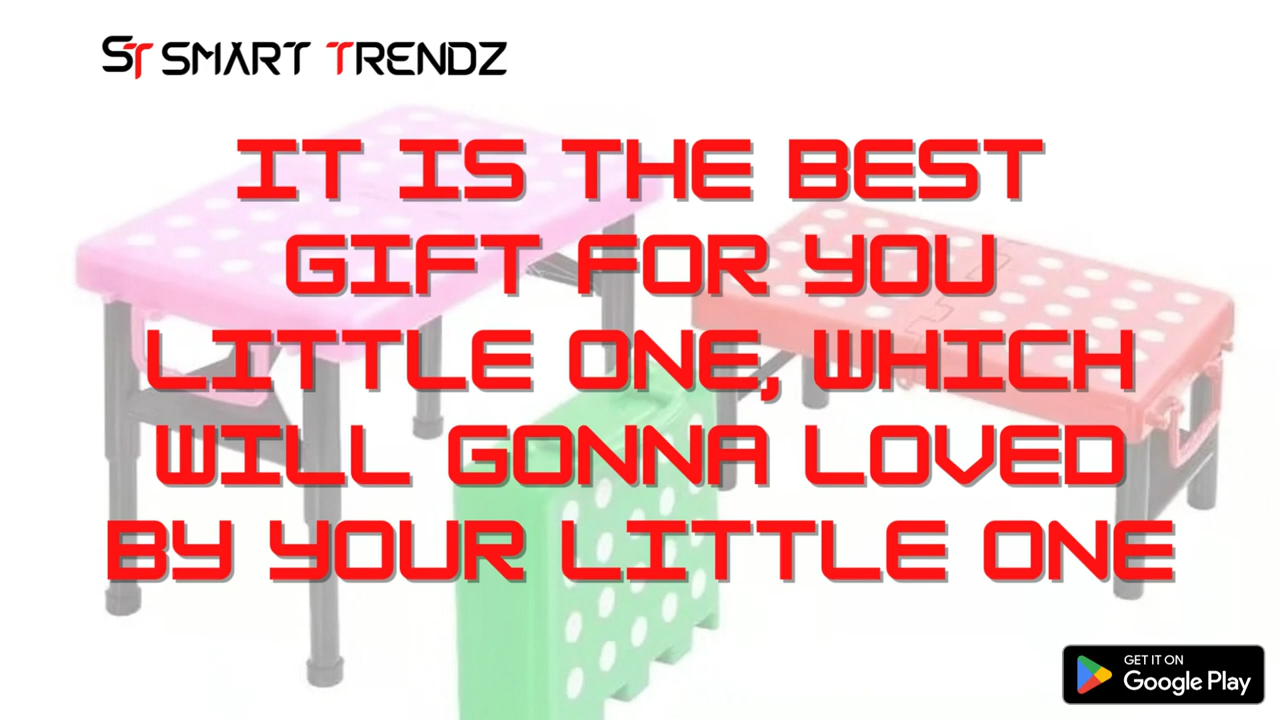 ST SMART TRENDZ
IT IS THE BEST
GIFT FOR YOU
LITTLE ONE, WHICH
WILL GONNA LOVED
BY YOUR LITTLE ONE
GET IT ON
Google Play